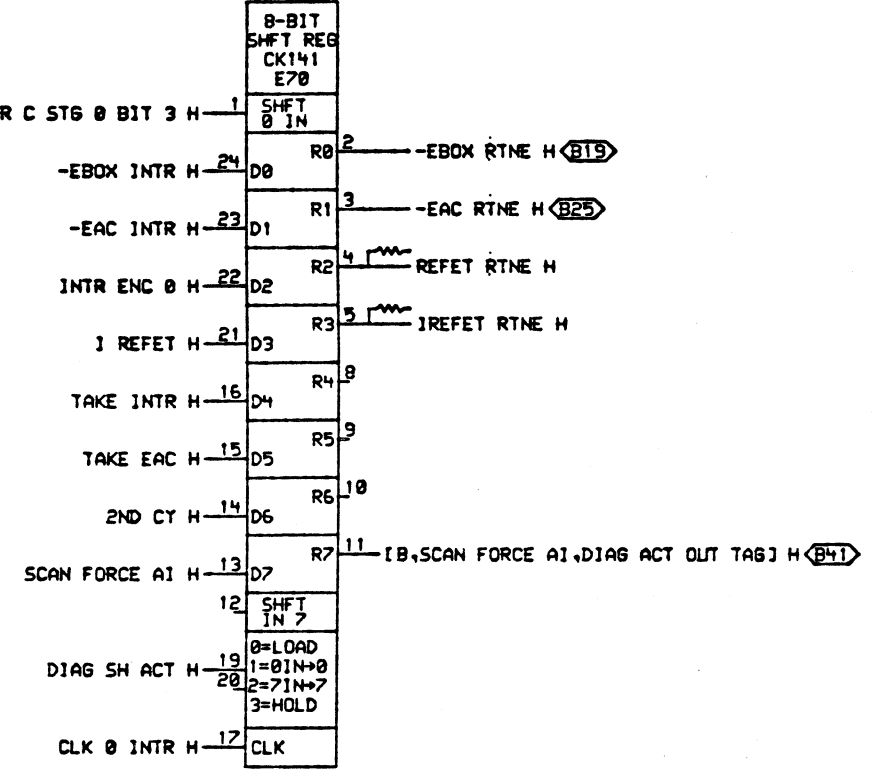 8-BIT
SHFT REG
CK141
E70
R C STG 0 BIT 3 H 1 SHFT
0 IN
R0 2 -EBOX RTNE H B19
-EBOX INTR H 24 D0
R1 3 -EAC RTNE H B25
-EAC INTR H 23 D1
R2 4 REFET RTNE H
INTR ENC 0 H 22 D2
R3 5 IREFET RTNE H
I REFET H 21 D3
R4 8
TAKE INTR H 16 D4
R5 9
TAKE EAC H 15 D5
R6 10
2ND CY H 14 D6
R7 11 [B,SCAN FORCE AI,DIAG ACT OUT TAG] H B41
SCAN FORCE AI H 13 D7
12 SHFT
IN 7
0=LOAD
DIAG SH ACT H 19 1=0IN→0
20 2=7IN→7
3=HOLD
CLK 0 INTR H 17 CLK